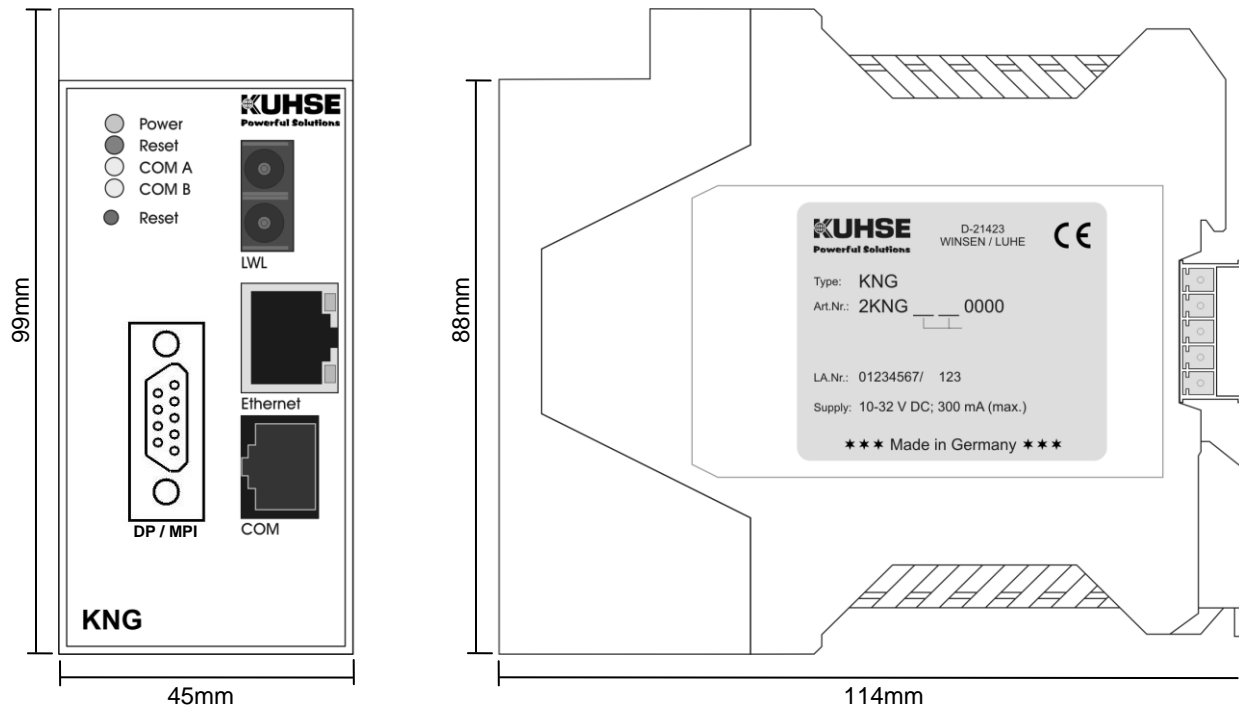 KUHSE
Powerful Solutions
Power
Reset
COM A
COM B
Reset
LWL
Ethernet
COM
DP / MPI
KNG
99mm
45mm
88mm
KUHSE
Powerful Solutions
D-21423
WINSEN / LUHE
CE
Type: KNG
Art.Nr.: 2KNG __ __ 0000
LA.Nr.: 01234567/ 123
Supply: 10-32 V DC; 300 mA (max.)
✶✶✶ Made in Germany ✶✶✶
114mm